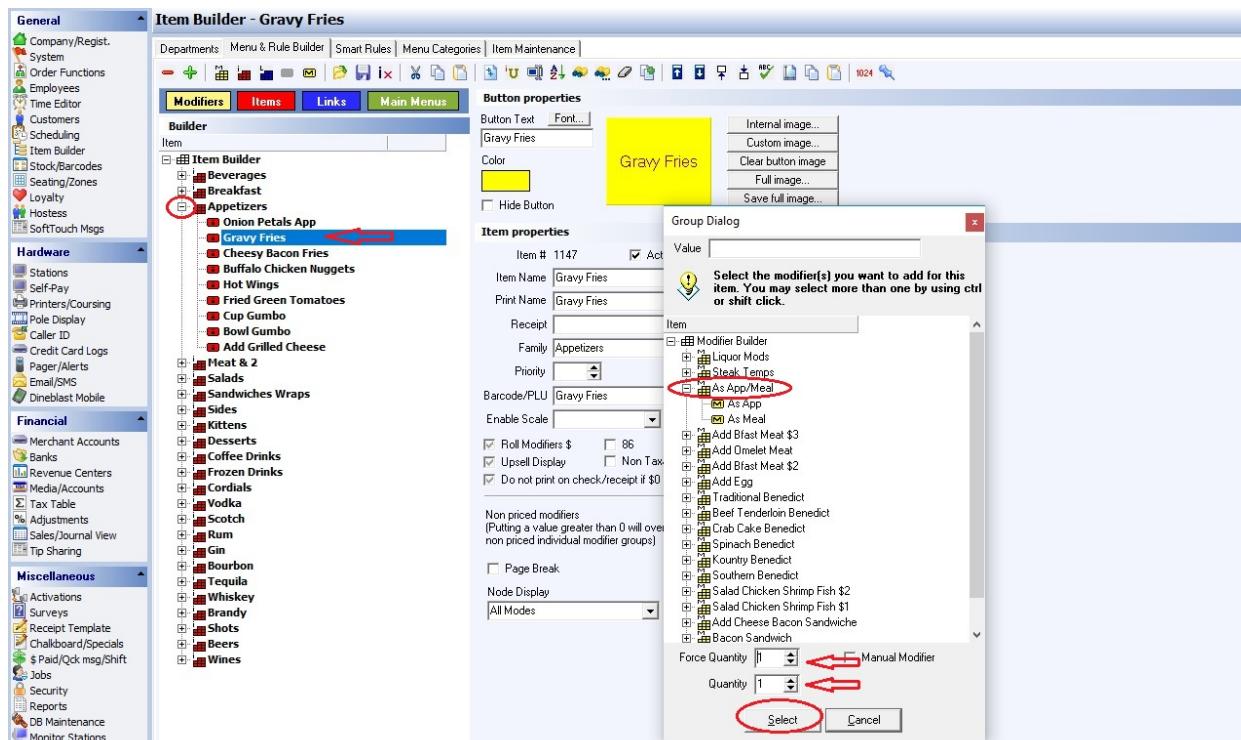 General
Company/Regist.
System
Order Functions
Employees
Time Editor
Customers
Scheduling
Item Builder
Stock/Barcodes
Seating/Zones
Loyalty
Hostess
SoftTouch Msgs
Hardware
Stations
Self-Pay
Printers/Coursing
Pole Display
Caller ID
Credit Card Logs
Pager/Alerts
Email/SMS
Dineblast Mobile
Financial
Merchant Accounts
Banks
Revenue Centers
Media/Accounts
Tax Table
Adjustments
Sales/Journal View
Tip Sharing
Miscellaneous
Activations
Surveys
Receipt Template
Chalkboard/Specials
$ Paid/Qck msg/Shift
Jobs
Security
Reports
DB Maintenance
Monitor Stations
Item Builder - Gravy Fries
Departments Menu & Rule Builder Smart Rules Menu Categories Item Maintenance
1024
Modifiers Items Links Main Menus
Builder
Item
Item Builder
Beverages
Breakfast
Appetizers
Onion Petals App
Gravy Fries
Cheesy Bacon Fries
Buffalo Chicken Nuggets
Hot Wings
Fried Green Tomatoes
Cup Gumbo
Bowl Gumbo
Add Grilled Cheese
Meat & 2
Salads
Sandwiches Wraps
Sides
Kittens
Desserts
Coffee Drinks
Frozen Drinks
Cordials
Vodka
Scotch
Rum
Gin
Bourbon
Tequila
Whiskey
Brandy
Shots
Beers
Wines
Button properties
Button Text Font...
Gravy Fries
Color
Hide Button
Gravy Fries
Internal image...
Custom image...
Clear button image
Full image...
Save full image...
Item proper
Item # 1147 Act
Item Name Gravy Fries
Print Name Gravy Fries
Receipt
Family Appetizers
Priority
Barcode/PLU Gravy Fries
Enable Scale
Roll Modifiers $ 86
Upsell Display Non Tax
Do not print on check/receipt if $0
Non priced modifiers
(Putting a value greater than 0 will over
non priced individual modifier groups)
Page Break
Node Display
All Modes
Group Dialog x
Value
Select the modifier(s) you want to add for this
item. You may select more than one by using ctrl
or shift click.
Item
Modifier Builder
Liquor Mods
Steak Temps
As App/Meal
As App
As Meal
Add Bfast Meat $3
Add Omelet Meat
Add Bfast Meat $2
Add Egg
Traditional Benedict
Beef Tenderloin Benedict
Crab Cake Benedict
Spinach Benedict
Kountry Benedict
Southern Benedict
Salad Chicken Shrimp Fish $2
Salad Chicken Shrimp Fish $1
Add Cheese Bacon Sandwiche
Bacon Sandwich
Force Quantity 1 Manual Modifier
Quantity 1
Select Cancel